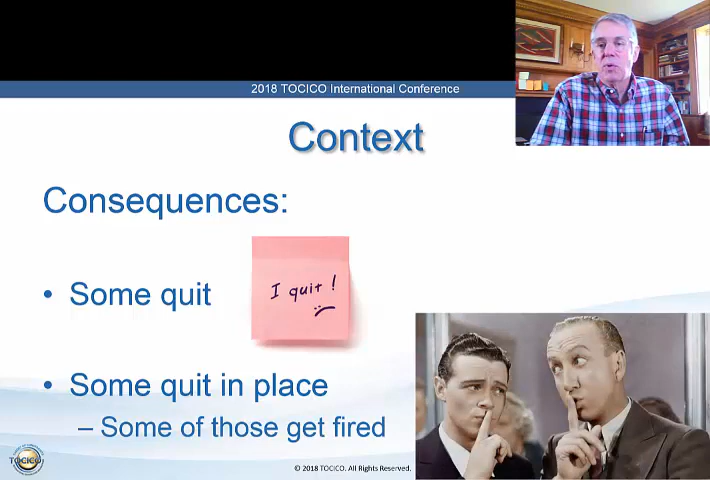 2018 TOCICO International Conference
Context
Consequences:
• Some quit
I quit !
• Some quit in place
– Some of those get fired
TOCICO
© 2018 TOCICO. All Rights Reserved.